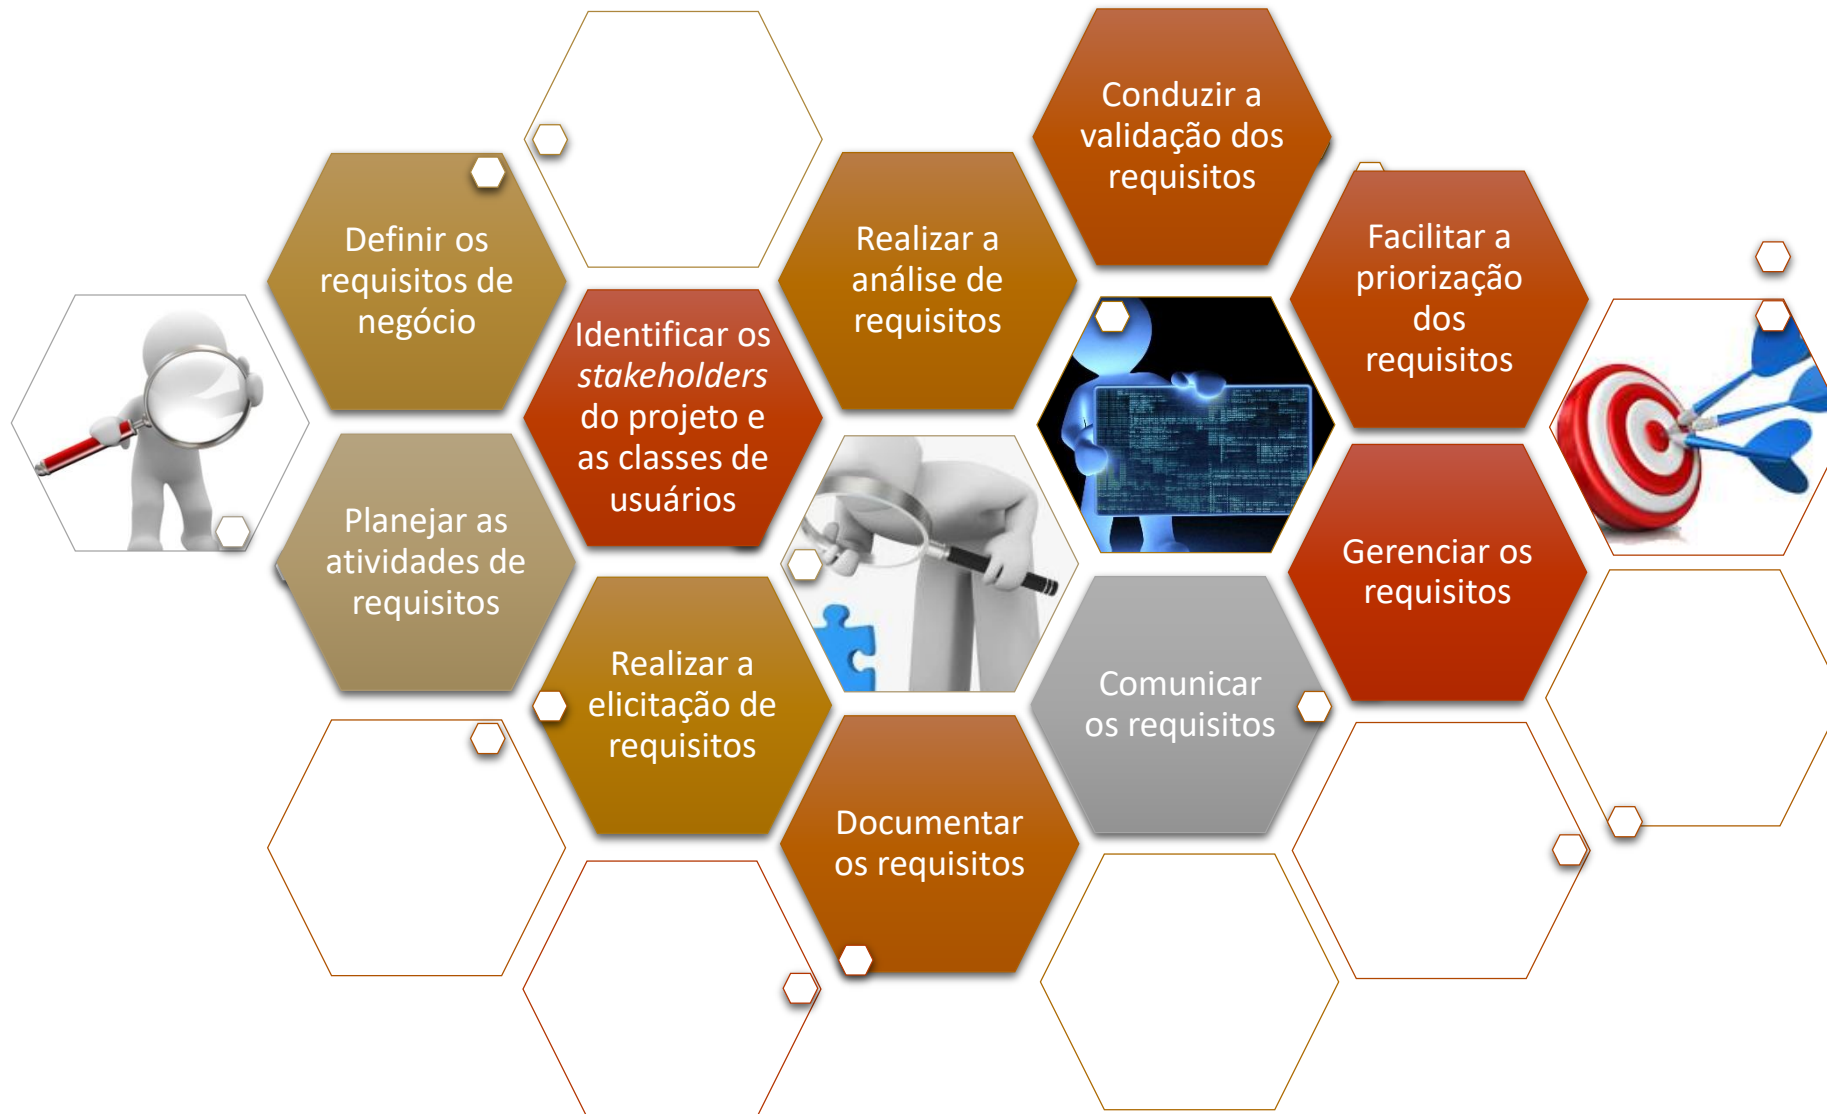 Definir os
requisitos de
negócio
Planejar as
atividades de
requisitos
Identificar os
stakeholders
do projeto e
as classes de
usuários
Realizar a
elicitação de
requisitos
Realizar a
análise de
requisitos
Documentar
os requisitos
Conduzir a
validação dos
requisitos
Comunicar
os requisitos
Facilitar a
priorização
dos
requisitos
Gerenciar os
requisitos